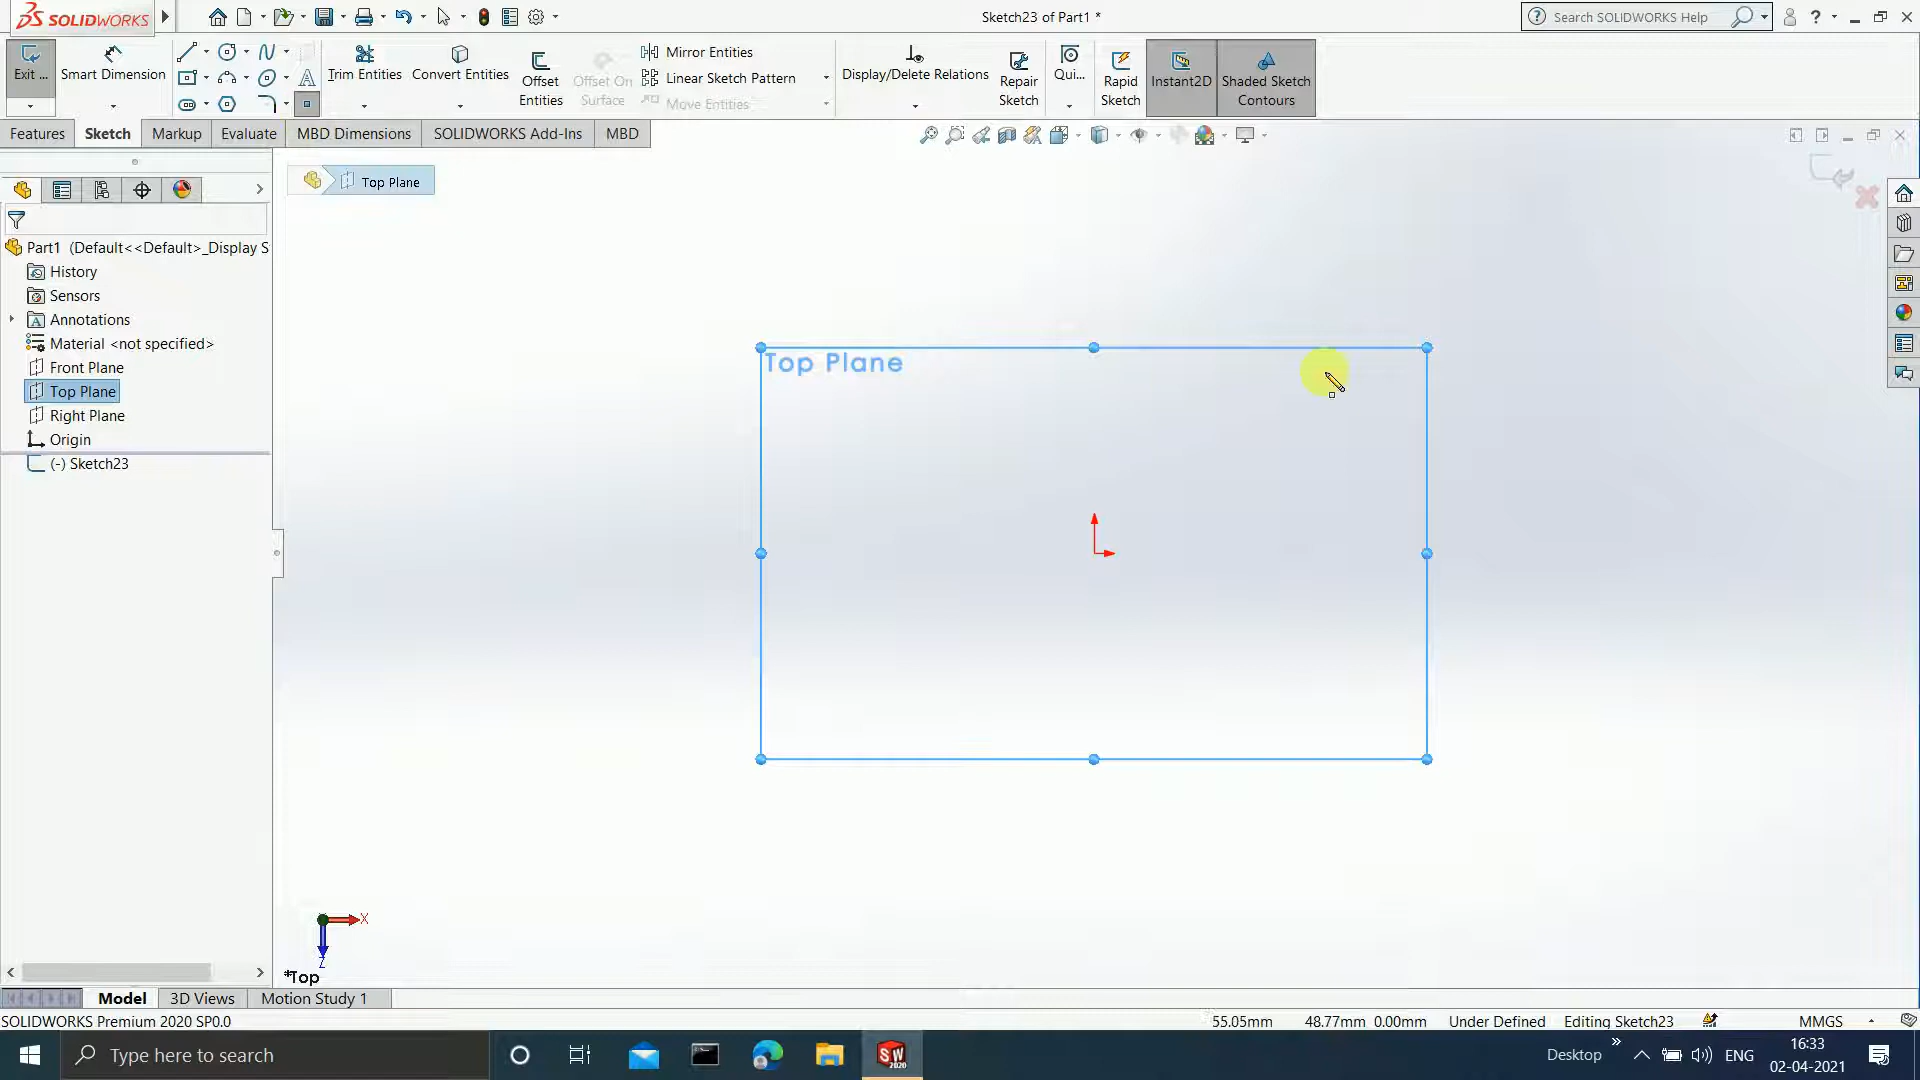 SOLIDWORKS
Sketch23 of Part1 *
Search SOLIDWORKS Help
Exit ...
Smart Dimension
Trim Entities
Convert Entities
Offset Entities
Offset On Surface
Mirror Entities
Linear Sketch Pattern
Move Entities
Display/Delete Relations
Repair Sketch
Qui...
Rapid Sketch
Instant2D
Shaded Sketch Contours
Features
Sketch
Markup
Evaluate
MBD Dimensions
SOLIDWORKS Add-Ins
MBD
Top Plane
Part1 (Default<<Default>_Display S
History
Sensors
Annotations
Material <not specified>
Front Plane
Top Plane
Right Plane
Origin
(-) Sketch23
Top Plane
X
Z
*Top
Model
3D Views
Motion Study 1
SOLIDWORKS Premium 2020 SP0.0
55.05mm
48.77mm
0.00mm
Under Defined
Editing Sketch23
MMGS
Type here to search
SW
2020
Desktop
ENG
16:33
02-04-2021